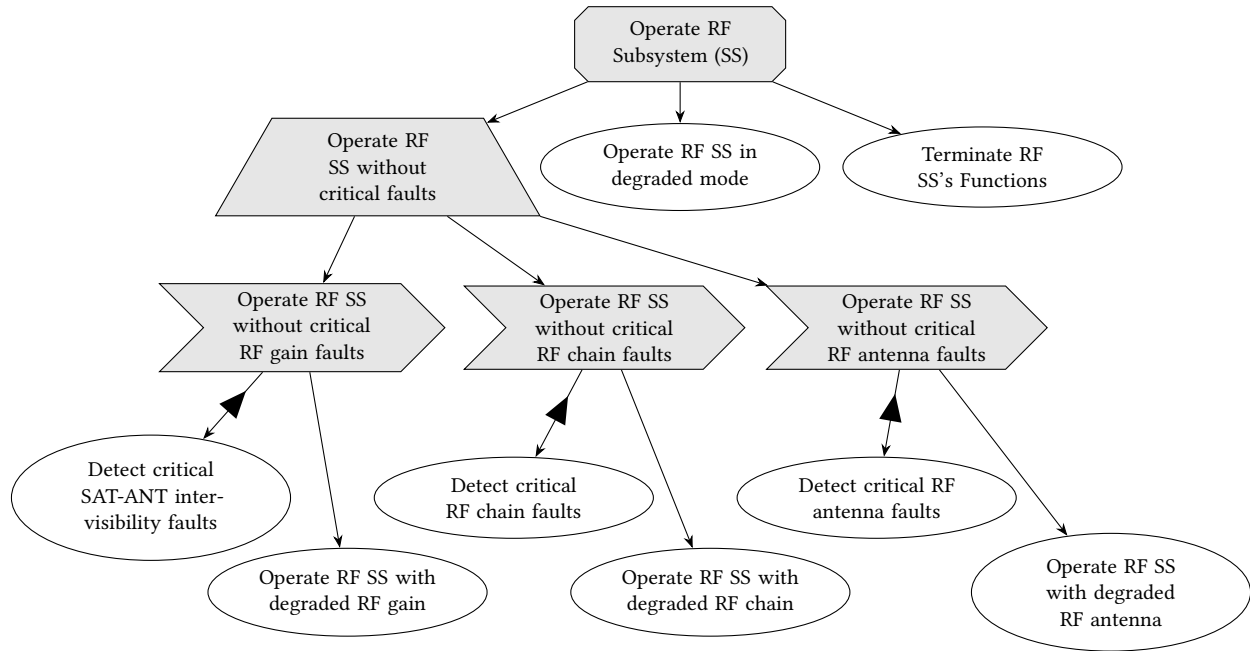 Operate RF
Subsystem (SS)
Operate RF
SS without
critical faults
Operate RF SS in
degraded mode
Terminate RF
SS's Functions
Operate RF SS
without critical
RF gain faults
Operate RF SS
without critical
RF chain faults
Operate RF SS
without critical
RF antenna faults
Detect critical
SAT-ANT inter-
visibility faults
Detect critical
RF chain faults
Detect critical RF
antenna faults
Operate RF SS with
degraded RF gain
Operate RF SS with
degraded RF chain
Operate RF SS
with degraded
RF antenna